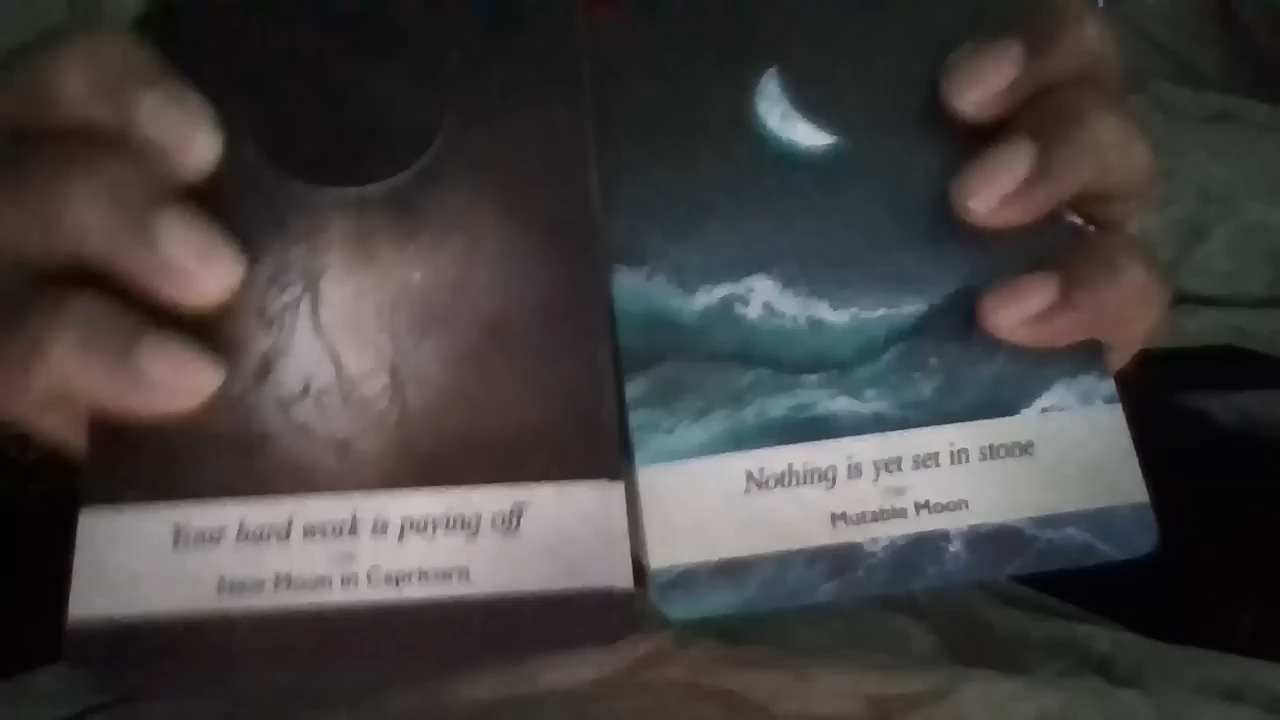 Your hard work is paying off
New Moon in Capricorn
Nothing is yet set in stone
Mutable Moon